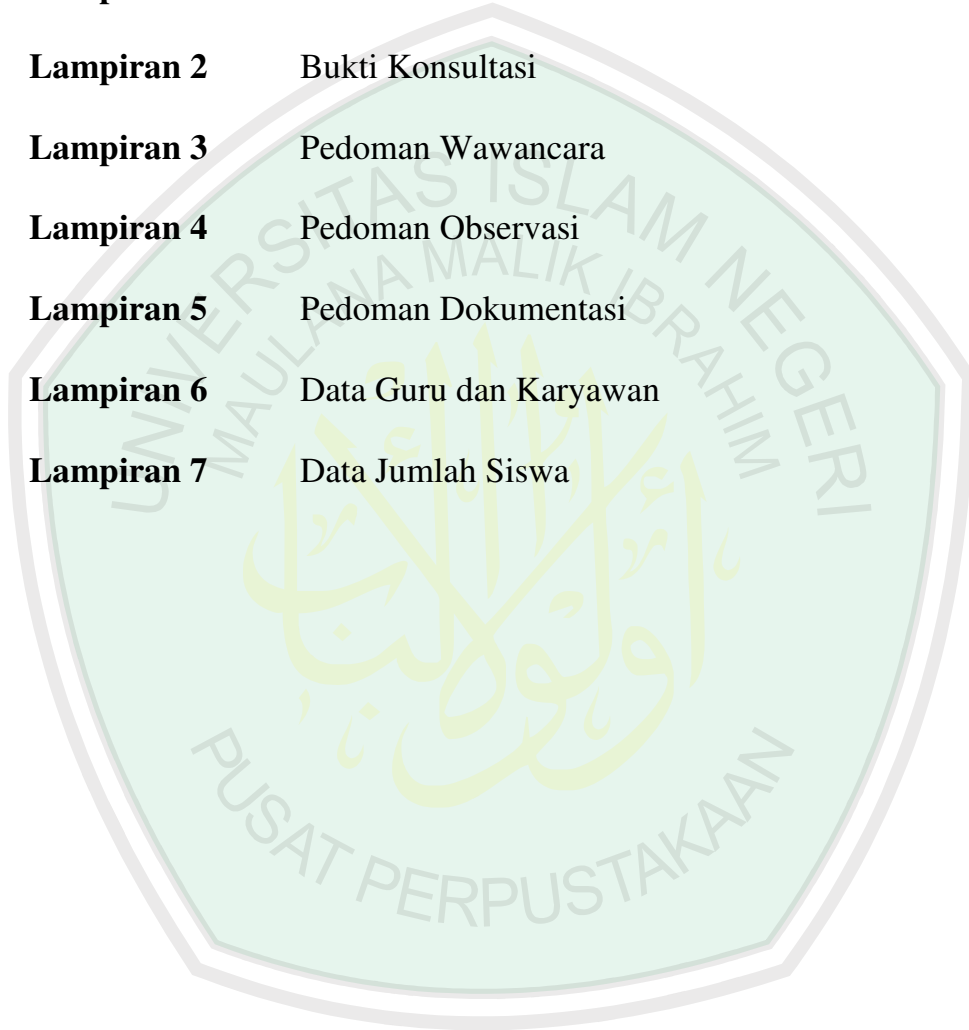 Lampiran 2 Bukti Konsultasi
Lampiran 3 Pedoman Wawancara
Lampiran 4 Pedoman Observasi
Lampiran 5 Pedoman Dokumentasi
Lampiran 6 Data Guru dan Karyawan
Lampiran 7 Data Jumlah Siswa
UNIVERSITAS ISLAM NEGERI
MAULANA MALIK IBRAHIM
PUSAT PERPUSTAKAAN